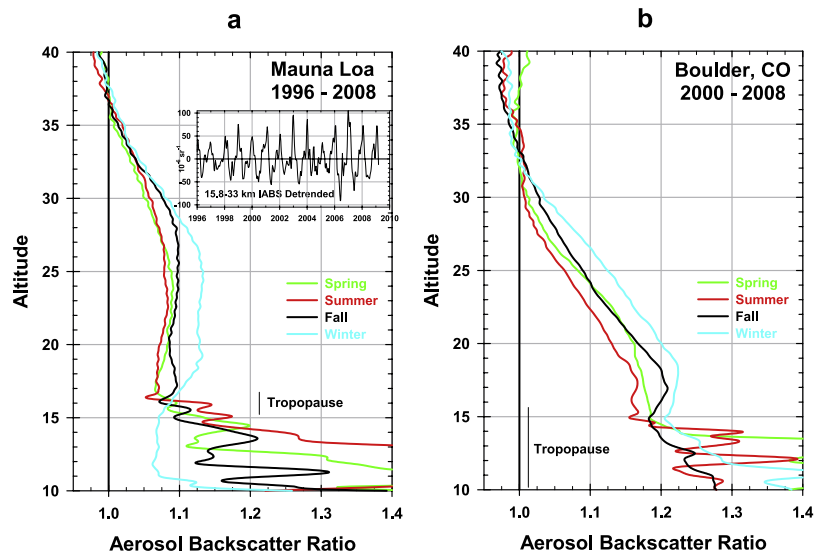 a
Mauna Loa
1996 - 2008
Altitude
40
35
30
25
20
15
10
100
50
0
-50
-100
10⁻⁶ sr⁻¹
15.8-33 km IABS Detrended
1996 1998 2000 2002 2004 2006 2008 2010
Spring
Summer
Fall
Winter
Tropopause
1.0 1.1 1.2 1.3 1.4
Aerosol Backscatter Ratio
b
Boulder, CO
2000 - 2008
Altitude
40
35
30
25
20
15
10
Spring
Summer
Fall
Winter
Tropopause
1.0 1.1 1.2 1.3 1.4
Aerosol Backscatter Ratio